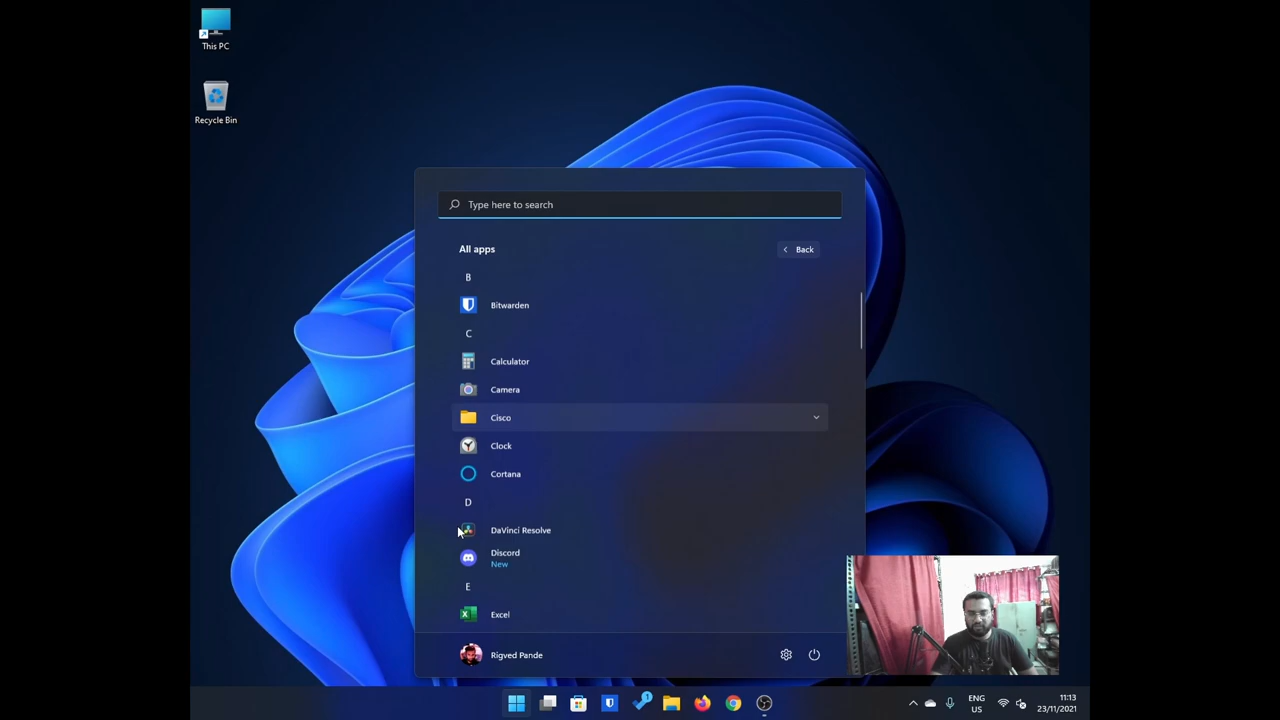 This PC
Recycle Bin
Type here to search
All apps
Back
B
Bitwarden
C
Calculator
Camera
Cisco
Clock
Cortana
D
DaVinci Resolve
Discord
New
E
Excel
Rigved Pande
1
ENG
US
11:13
23/11/2021